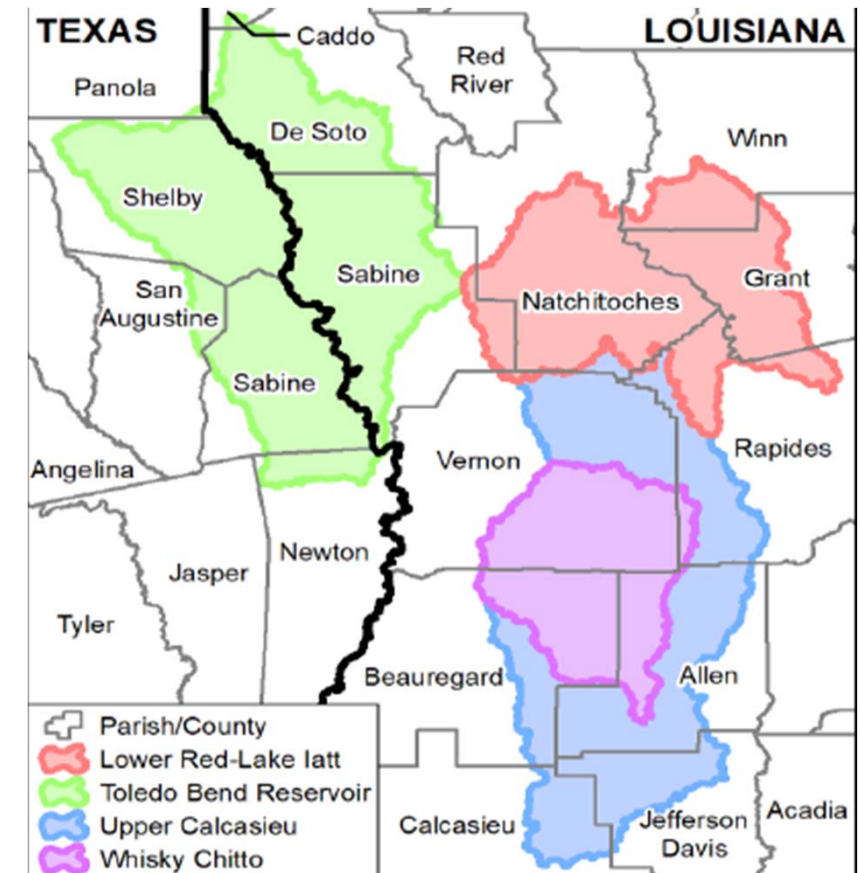 TEXAS
LOUISIANA
Caddo
Red
River
Panola
De Soto
Winn
Shelby
Sabine
Grant
San
Augustine
Natchitoches
Sabine
Rapides
Vernon
Angelina
Newton
Jasper
Tyler
Beauregard
Allen
Parish/County
Lower Red-Lake Iatt
Toledo Bend Reservoir
Upper Calcasieu
Whisky Chitto
Calcasieu
Jefferson
Davis
Acadia